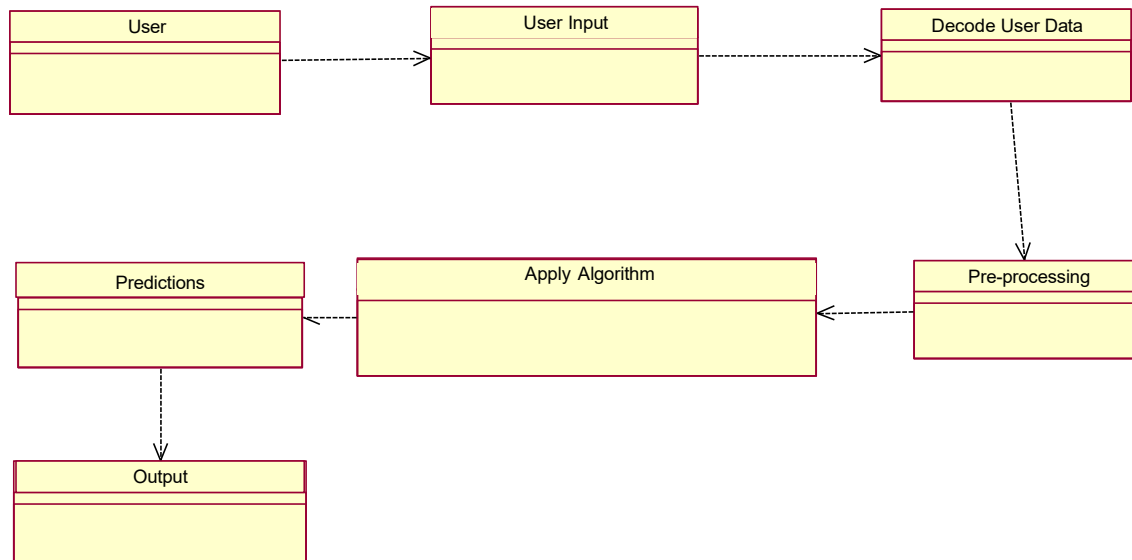 User
User Input
Decode User Data
Pre-processing
Apply Algorithm
Predictions
Output